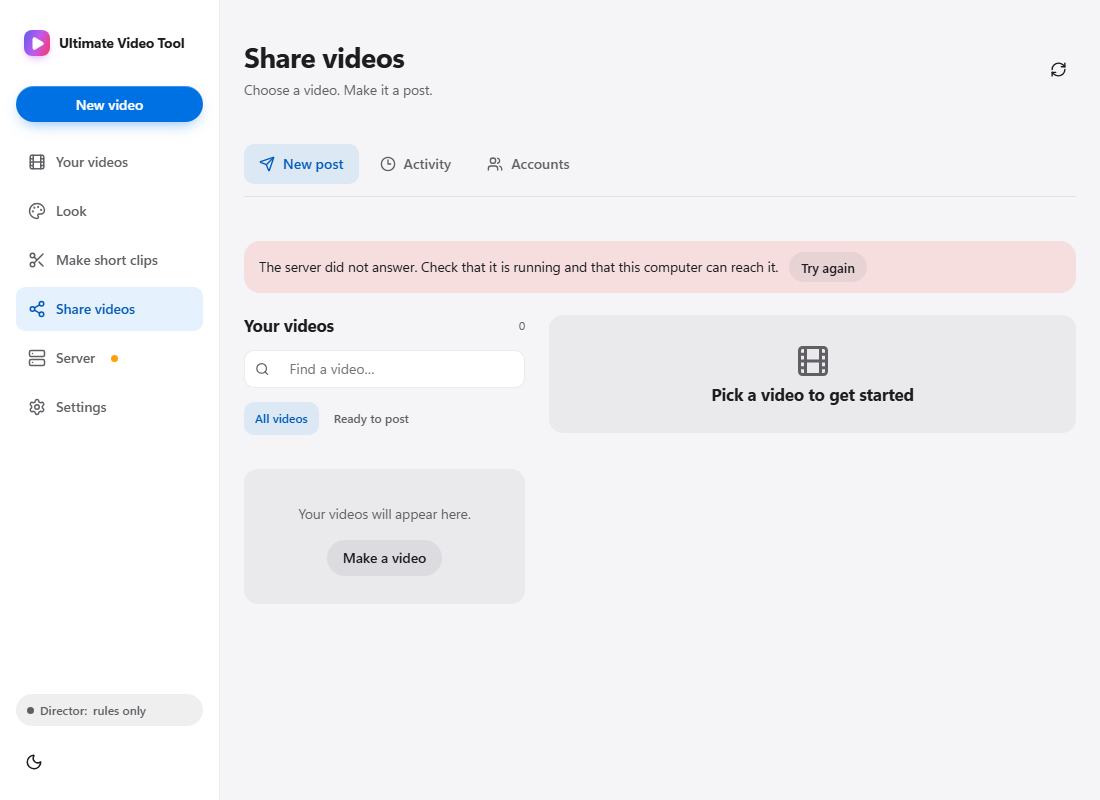 Ultimate Video Tool
New video
Your videos
Look
Make short clips
Share videos
Server
Settings
Director: rules only
Share videos
Choose a video. Make it a post.
New post
Activity
Accounts
The server did not answer. Check that it is running and that this computer can reach it.
Try again
Your videos
0
Find a video...
All videos
Ready to post
Your videos will appear here.
Make a video
Pick a video to get started